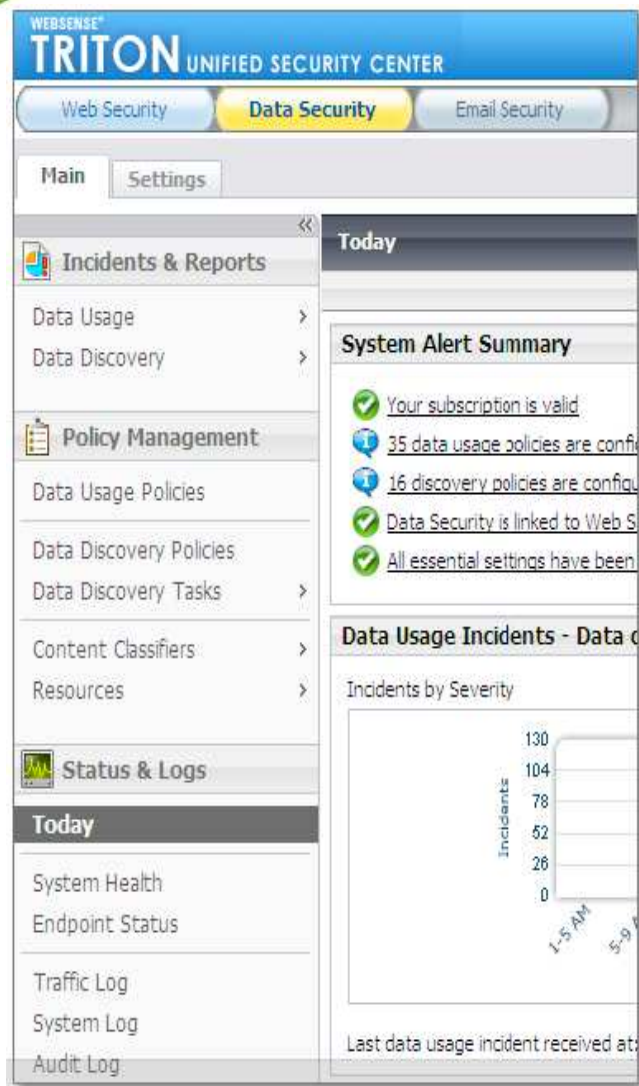 WEBSENSE®
TRITON UNIFIED SECURITY CENTER
Web Security
Data Security
Email Security
Main
Settings
«
Incidents & Reports
Data Usage >
Data Discovery >
Policy Management
Data Usage Policies
Data Discovery Policies
Data Discovery Tasks >
Content Classifiers >
Resources >
Status & Logs
Today
System Health
Endpoint Status
Traffic Log
System Log
Audit Log
Today
System Alert Summary
Your subscription is valid
35 data usage policies are
16 discovery policies are
Data Security is linked to Web
All essential settings have been
Data Usage Incidents - Data
Incidents by Severity
130
104
78
52
26
0
Incidents
1-5 AM
5-9
Last data usage incident received at: